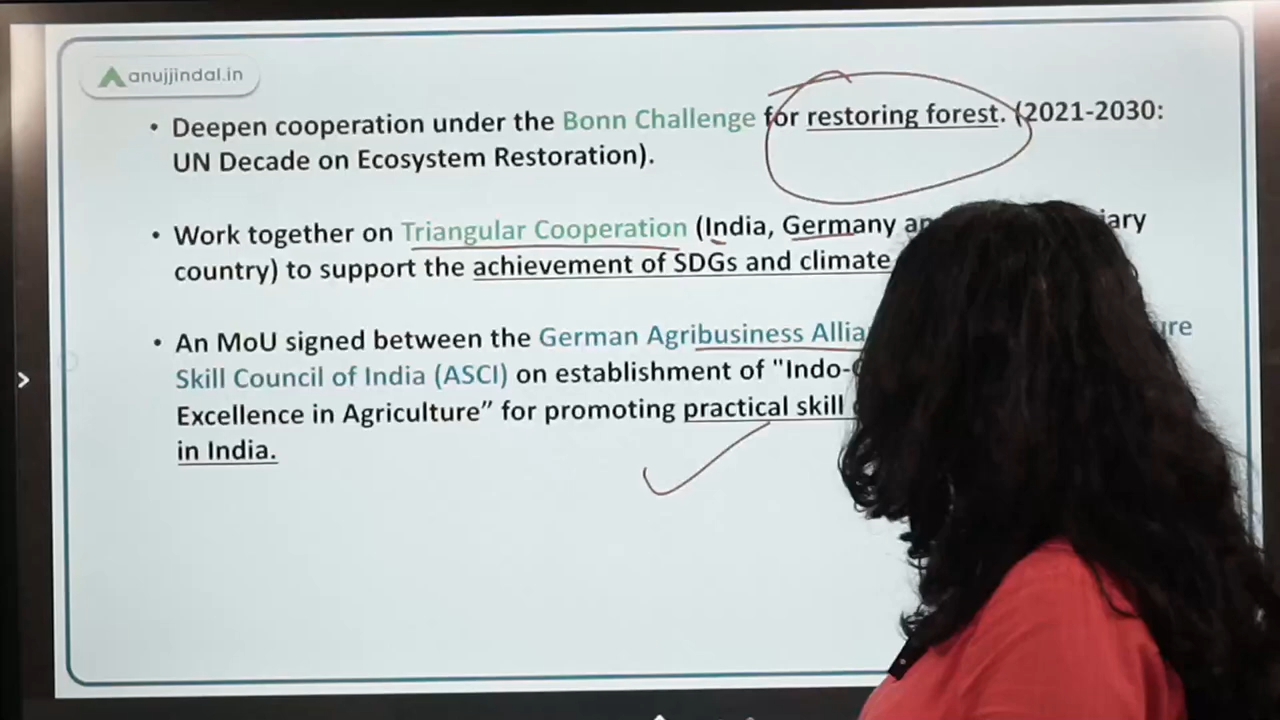 anujjindal.in
• Deepen cooperation under the Bonn Challenge for restoring forest. (2021-2030:
UN Decade on Ecosystem Restoration).
• Work together on Triangular Cooperation (India, Germany
country) to support the achievement of SDGs and climate
• An MoU signed between the German Agribusiness
Skill Council of India (ASCI) on establishment of "Indo-
Excellence in Agriculture” for promoting practical skill
in India.